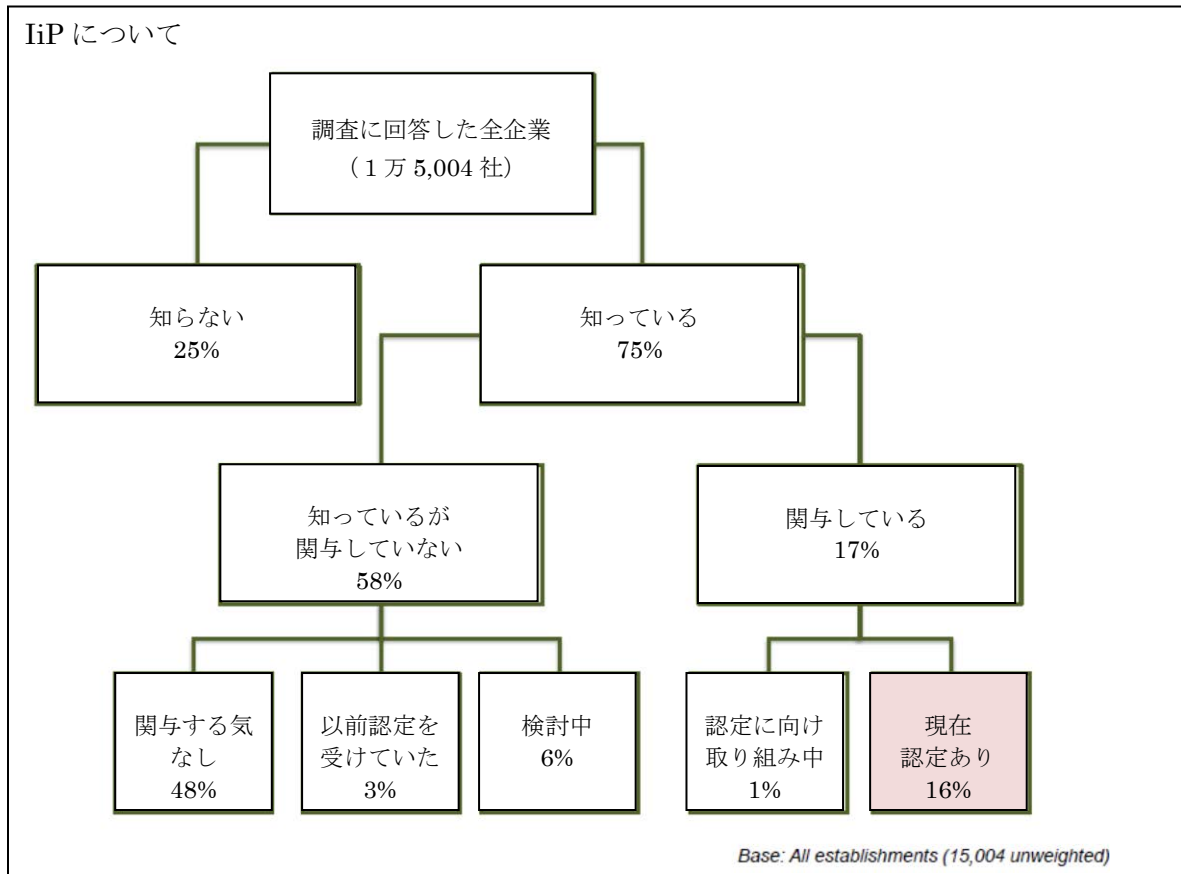 IiP について
調査に回答した全企業
（１万 5,004 社）
知らない
25%
知っている
75%
知っているが
関与していない
58%
関与している
17%
関与する気
なし
48%
以前認定を
受けていた
3%
検討中
6%
認定に向け
取り組み中
1%
現在
認定あり
16%
Base: All establishments (15,004 unweighted)